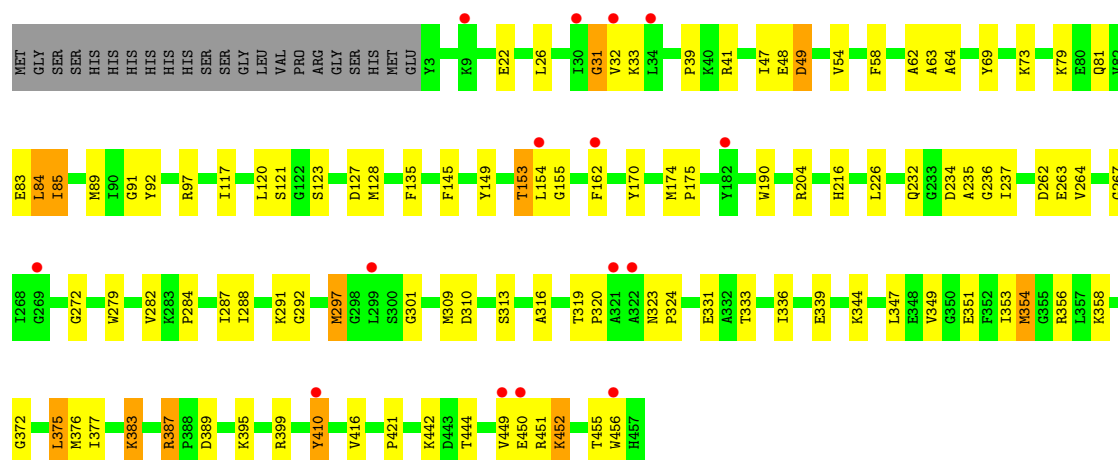 MET GLY SER SER HIS HIS HIS HIS HIS HIS SER SER GLY LEU VAL PRO ARG GLY SER HIS MET GLU Y3 K9 E22 L26 I30 G31 V32 K33 L34 P39 K40 R41 I47 E48 D49 V54 F58 A62 A63 A64 Y69 K73 K79 E80 Q81 V82
E83 L84 I85 M89 I90 G91 Y92 R97 I117 L120 S121 G122 S123 D127 M128 F135 F145 Y149 T153 L154 G155 F162 Y170 M174 P175 Y182 W190 R204 H216 L226 Q232 G233 D234 A235 G236 I237 D262 E263 V264 G267
I268 G269 G272 W279 V282 K283 P284 I287 I288 K291 G292 M297 G298 L299 S300 G301 M309 D310 S313 A316 T319 P320 A321 A322 N323 P324 E331 A332 T333 I336 E339 K344 L347 E348 V349 G350 E351 F352 I353 M354 G355 R356 L357 K358
G372 L375 M376 I377 K383 R387 P388 D389 K395 R399 Y410 V416 P421 K442 D443 T444 V449 E450 R451 K452 T455 W456 H457